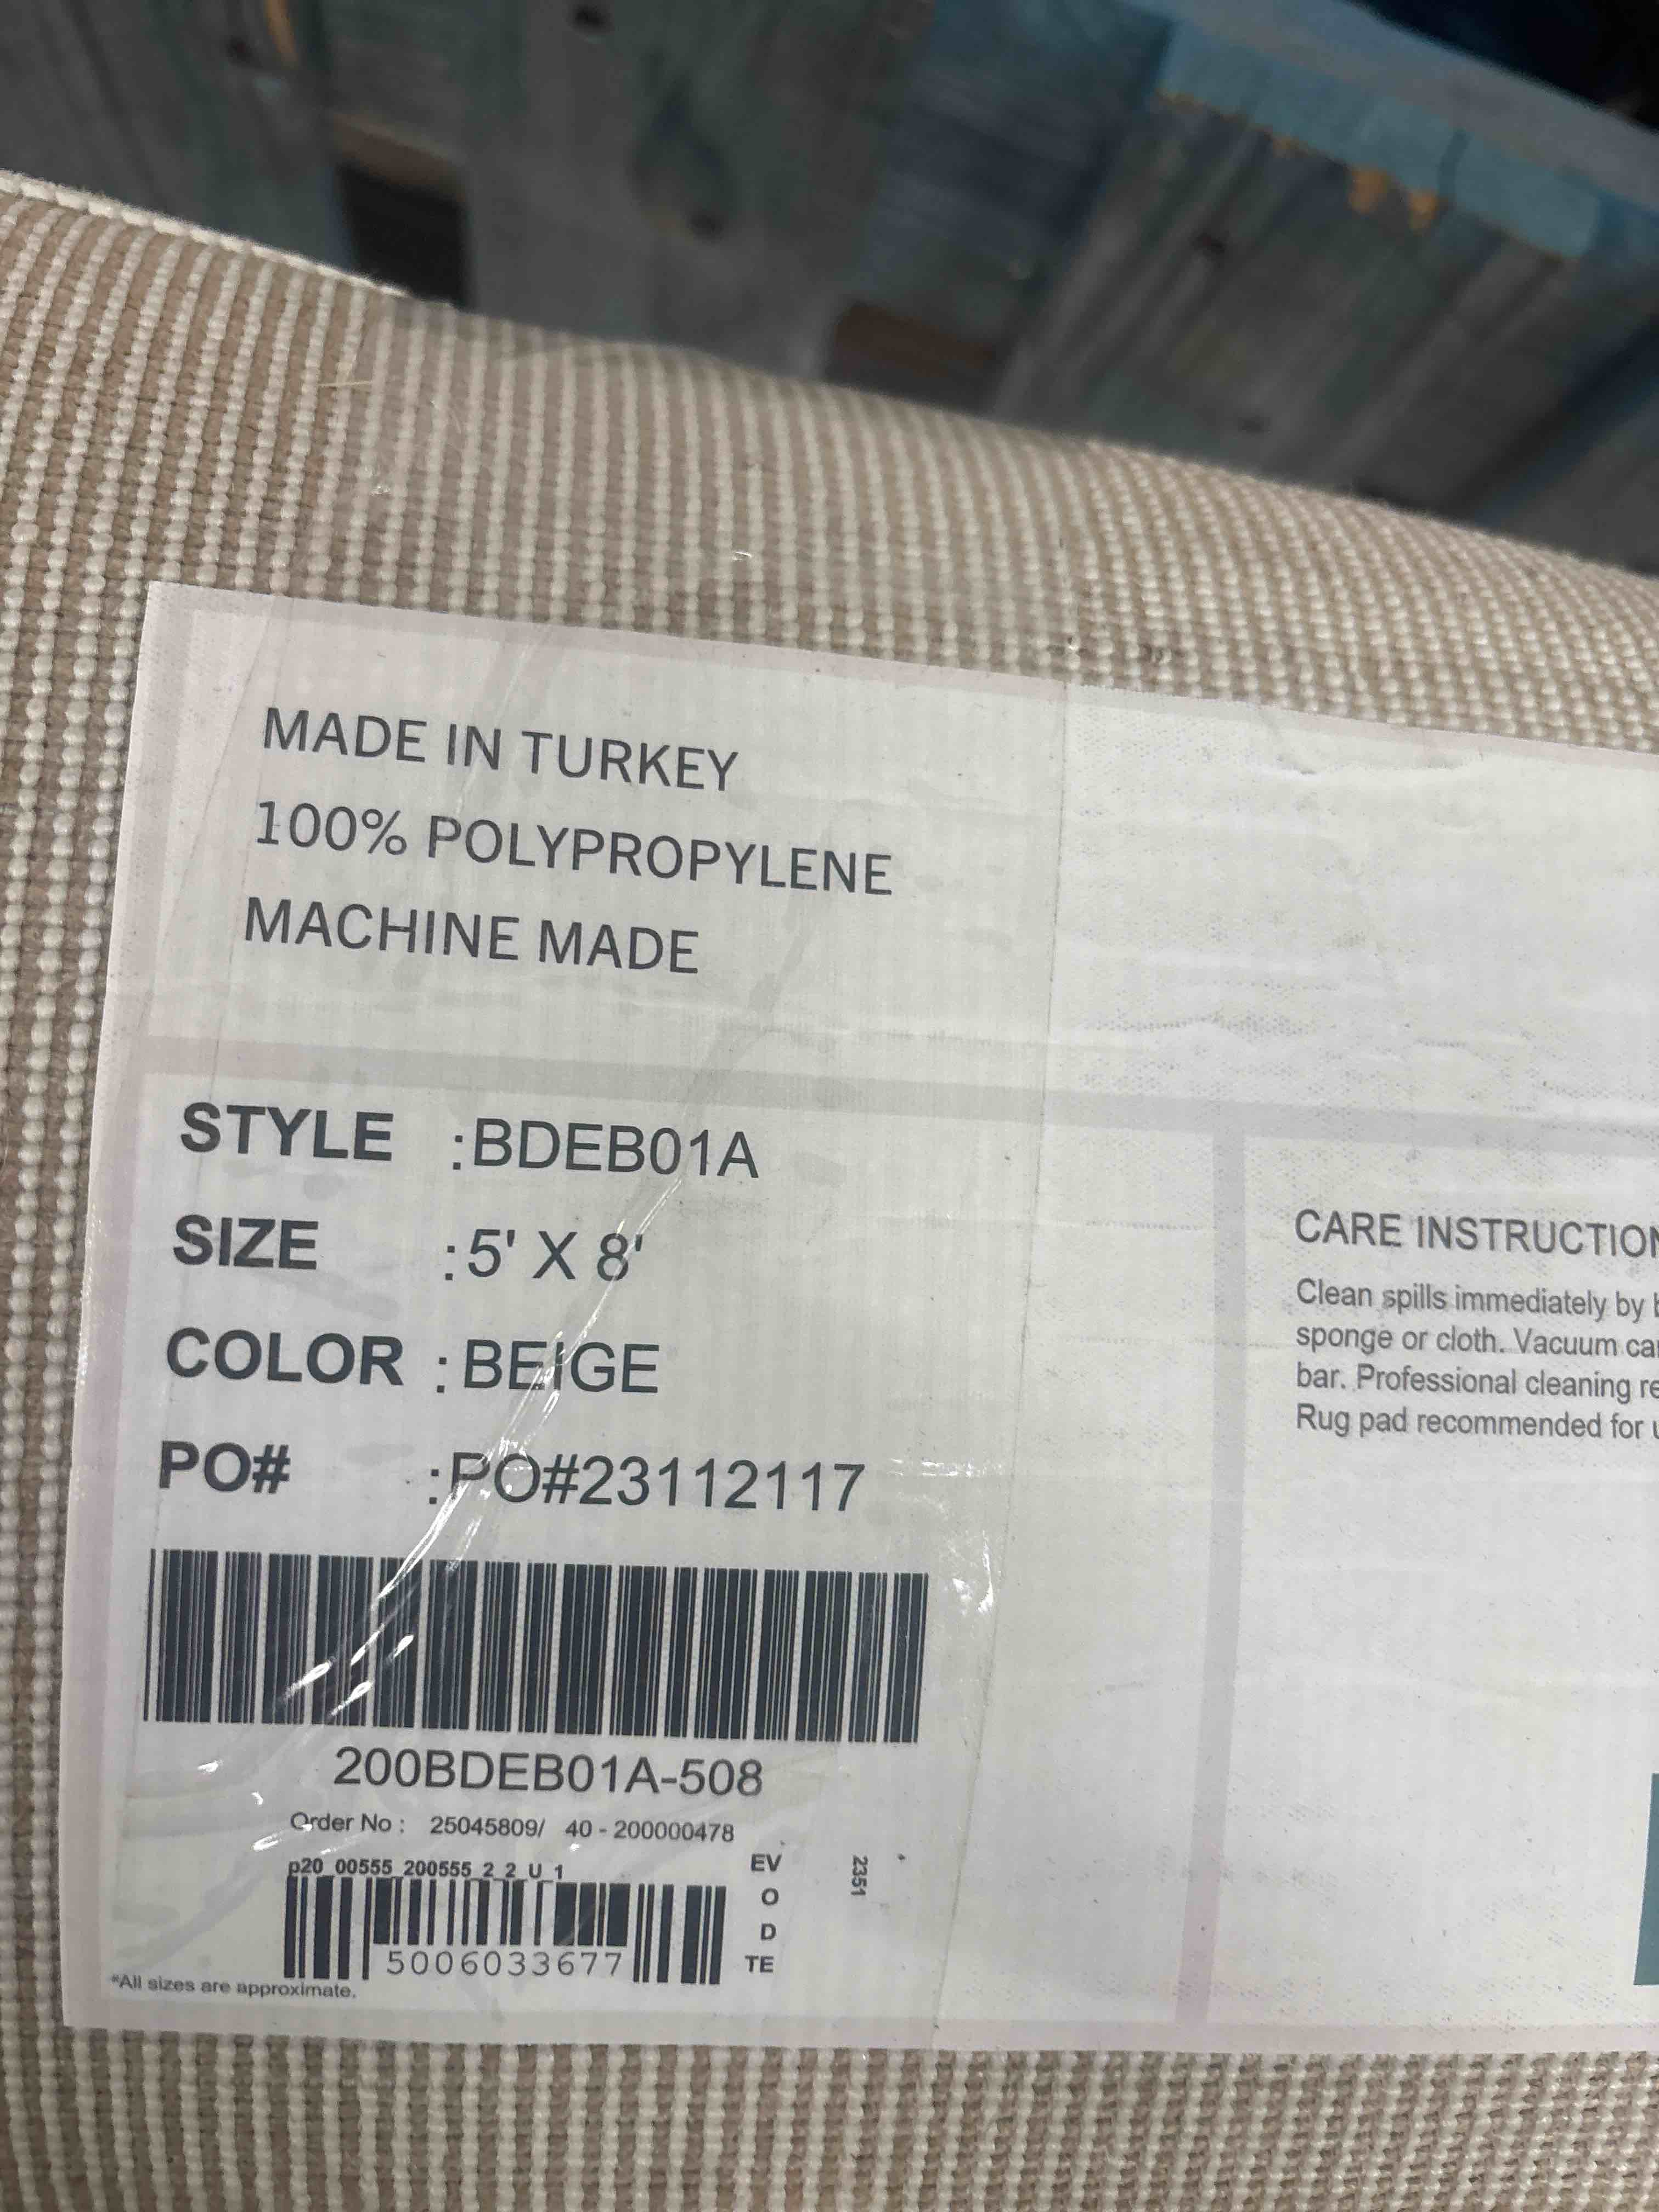 MADE IN TURKEY
100% POLYPROPYLENE
MACHINE MADE
STYLE :BDEB01A
SIZE :5' X 8'
COLOR :BEIGE
PO# :PO#23112117
200BDEB01A-508
Order No : 25045809/ 40 - 200000478
p20_00555_200555_2_2_U_1
EV
O
D
TE
2351
5006033677
*All sizes are approximate.
CARE INSTRUCTION
Clean spills immediately by
sponge or cloth. Vacuum
bar. Professional cleaning
Rug pad recommended for